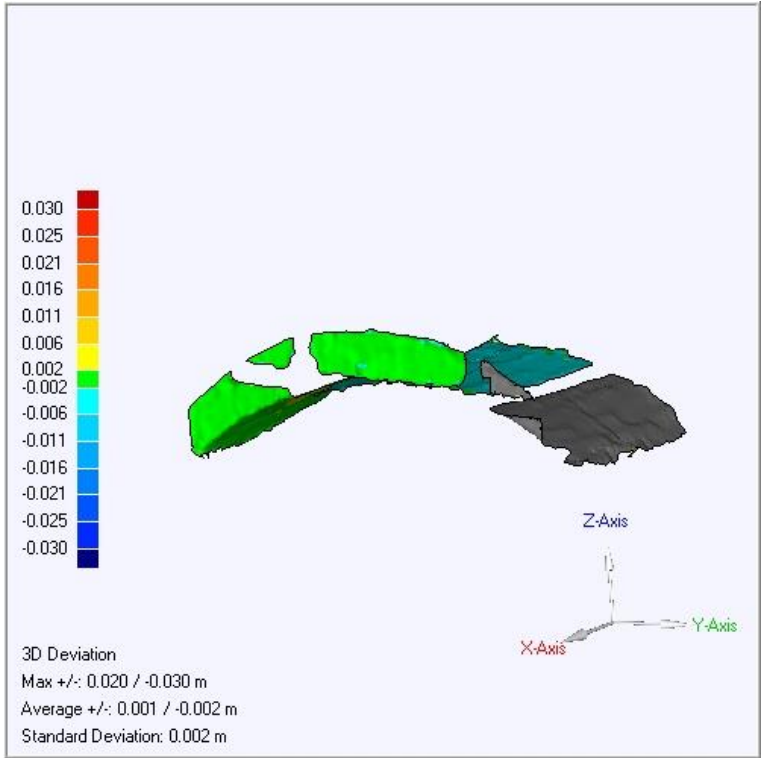 0.030
0.025
0.021
0.016
0.011
0.006
0.002
-0.002
-0.006
-0.011
-0.016
-0.021
-0.025
-0.030
Z-Axis
Y-Axis
X-Axis
3D Deviation
Max +/-: 0.020 / -0.030 m
Average +/-: 0.001 / -0.002 m
Standard Deviation: 0.002 m